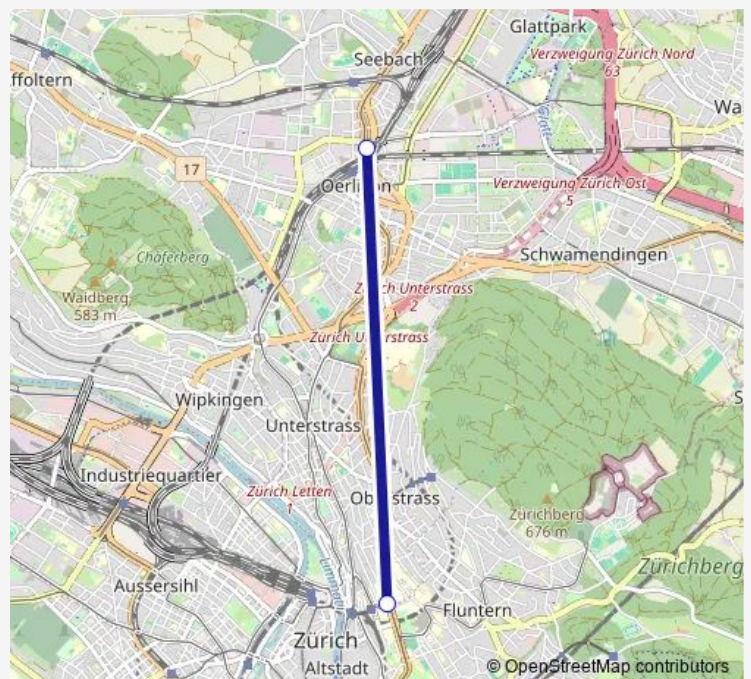 Glattpark
Seebach
Verzweigung Zürich Nord
63
ffoltern
Wa
Glatt
17
Oerlikon
Verzweigung Zürich Ost
5
Chäferberg
Schwamendingen
Waidberg
583 m
Zürich Unterstrass
2
Zürich Unterstrass
Wipkingen
S
Unterstrass
Industriequartier
Zürich Letten
1
Oberstrass
Zürichberg
676 m
Zürichberg
Limmat
Aussersihl
Fluntern
Zürich
Altstadt
© OpenStreetMap contributors